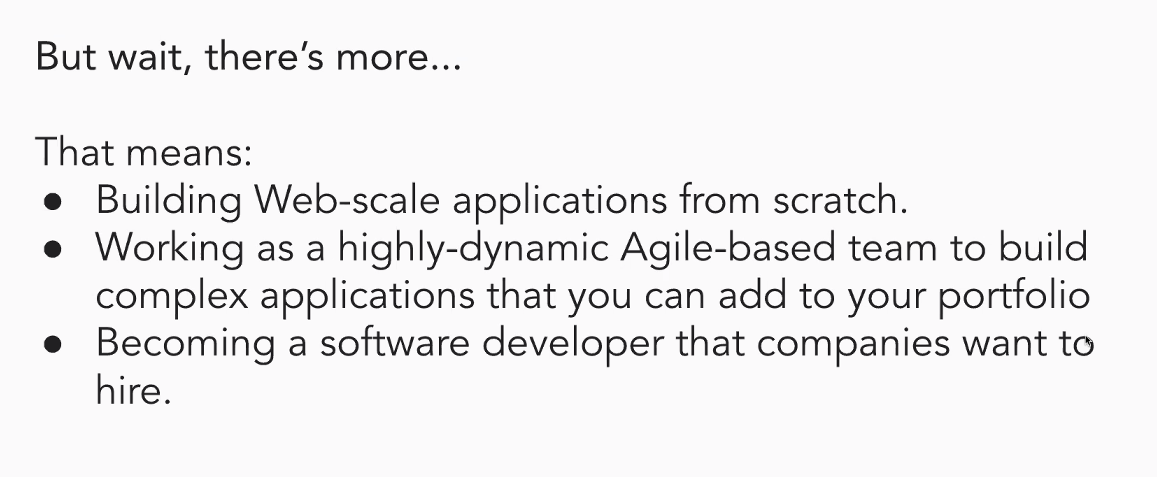 But wait, there’s more...
That means:
● Building Web-scale applications from scratch.
● Working as a highly-dynamic Agile-based team to build
complex applications that you can add to your portfolio
● Becoming a software developer that companies want to
hire.